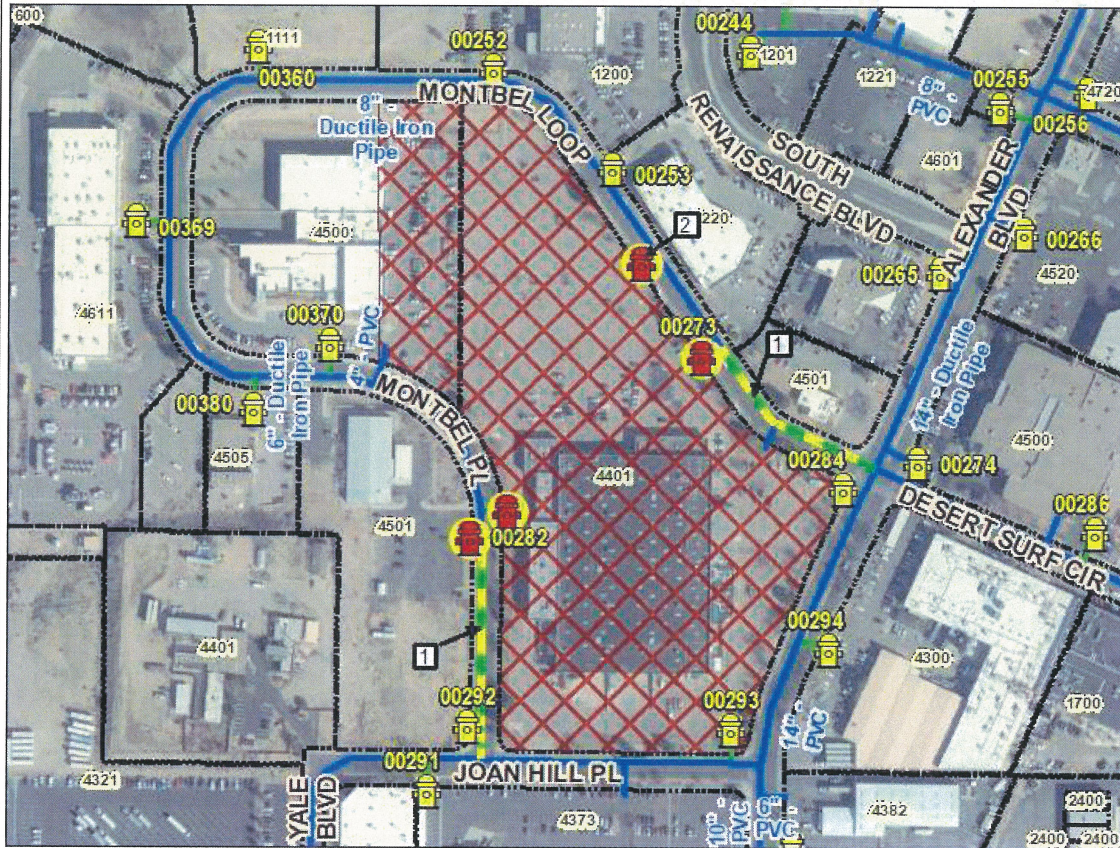 600
1111
00360
00252
00244
1201
1200
1221
8" -
PVC
00255
4720
00256
MONTBEL LOOP
8" -
Ductile Iron
Pipe
00253
SOUTH
RENAISSANCE BLVD
4601
ALEXANDER
BLVD
00369
4500
2
220
00265
00266
4520
4611
00370
4" - PVC
00273
1
4501
14" - Ductile
Iron Pipe
00380
6" - Ductile
Iron Pipe
MONTBEL PL
4505
4401
00284
00274
4500
DESERT SURF CIR
00286
4501
00282
4401
1
00294
4300
00292
00293
1700
14" -
PVC
4321
YALE
BLVD
00291
JOAN HILL PL
4373
10" -
PVC
6" -
PVC
4382
2400
2400
2400